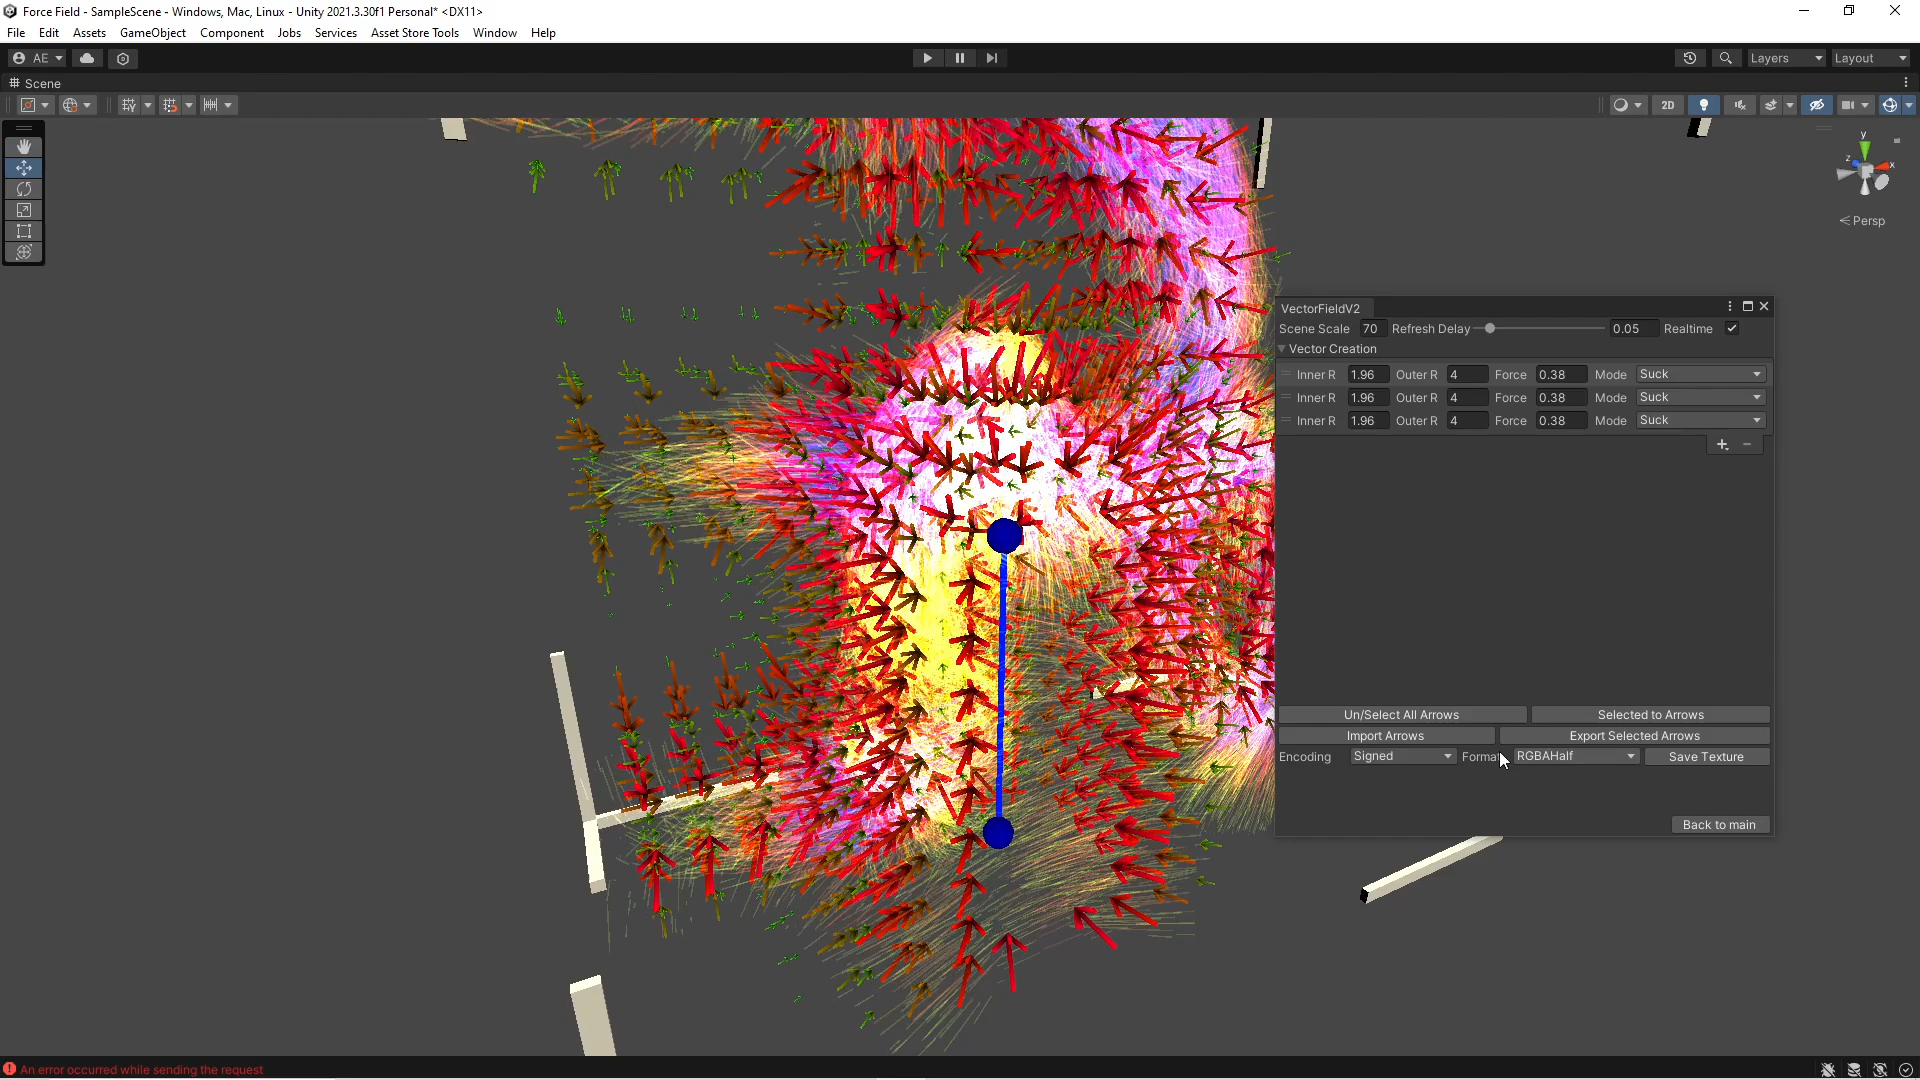 Force Field - SampleScene - Windows, Mac, Linux - Unity 2021.3.30f1 Personal* <DX11>
File Edit Assets GameObject Component Jobs Services Asset Store Tools Window Help
AE Layers Layout
Scene
2D
y
z x
< Persp
VectorFieldV2
Scene Scale 70 Refresh Delay 0.05 Realtime
Vector Creation
Inner R 1.96 Outer R 4 Force 0.38 Mode Suck
Inner R 1.96 Outer R 4 Force 0.38 Mode Suck
Inner R 1.96 Outer R 4 Force 0.38 Mode Suck
Un/Select All Arrows Selected to Arrows
Import Arrows Export Selected Arrows
Encoding Signed Format RGBAHalf Save Texture
Back to main
An error occurred while sending the request